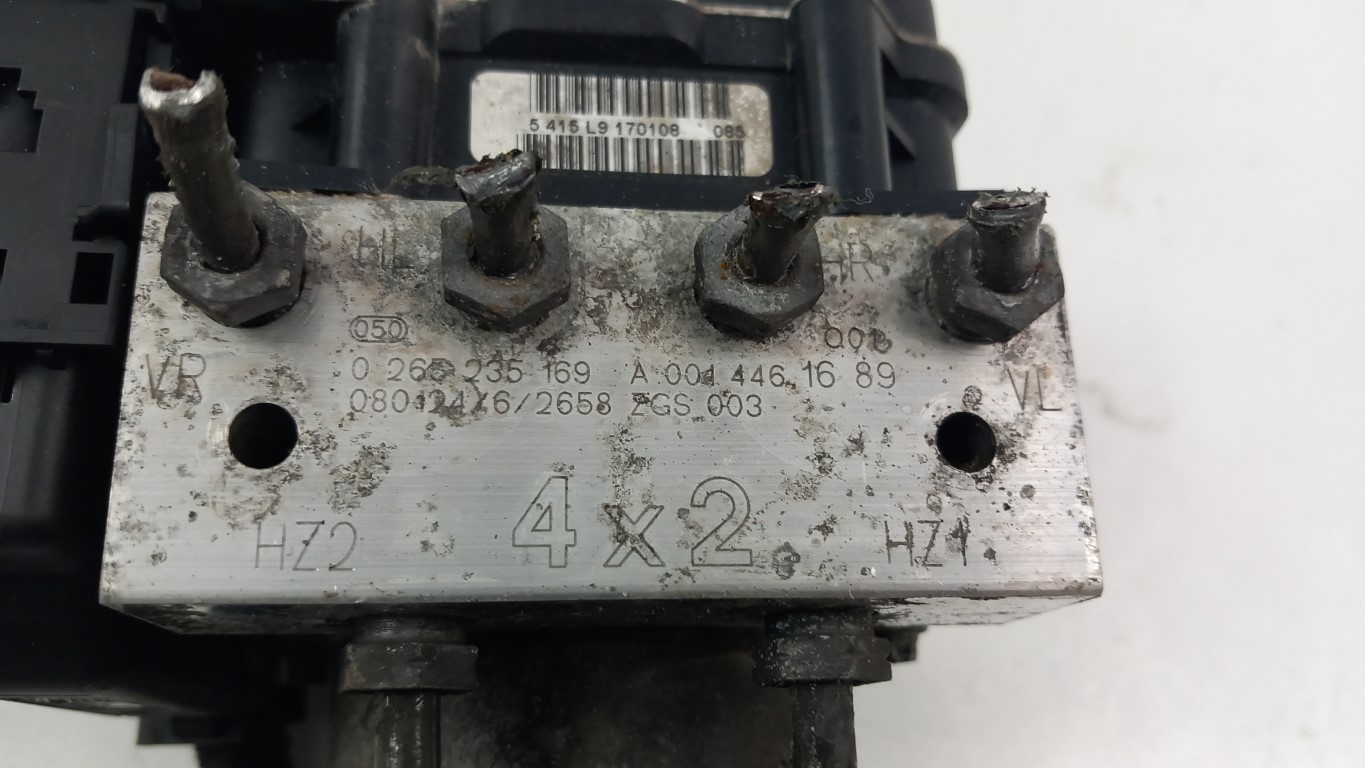 5 415 L9 170108 085
HL HR
050 001
VR 0 265 235 169 A 001 446 16 89 VL
080124/6/2658 ZGS 003
HZ2 4x2 HZ1